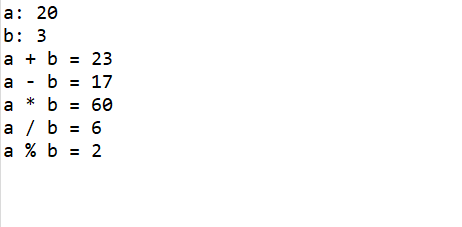 a: 20
b: 3
a + b = 23
a - b = 17
a * b = 60
a / b = 6
a % b = 2